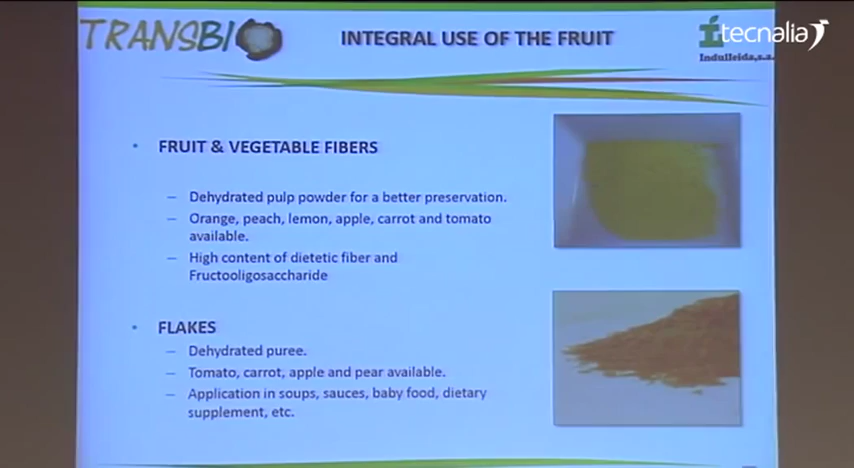 TRANSBIO
INTEGRAL USE OF THE FRUIT
tecnalia
Indulleida, s.a.
• FRUIT & VEGETABLE FIBERS
– Dehydrated pulp powder for a better preservation.
– Orange, peach, lemon, apple, carrot and tomato
available.
– High content of dietetic fiber and
Fructooligosaccharide
• FLAKES
– Dehydrated puree.
– Tomato, carrot, apple and pear available.
– Application in soups, sauces, baby food, dietary
supplement, etc.